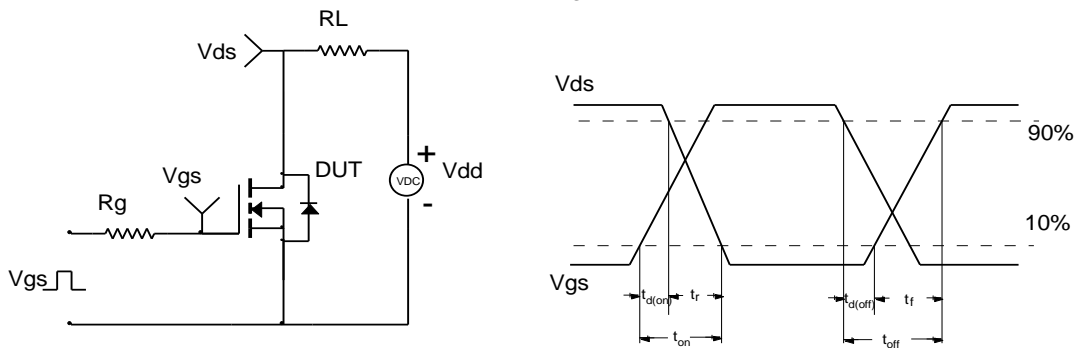 RL
Vds
DUT
+
Vdd
VDC
-
Vgs
Rg
Vgs
Vds
90%
10%
Vgs
td(on)
tr
td(off)
tf
ton
toff